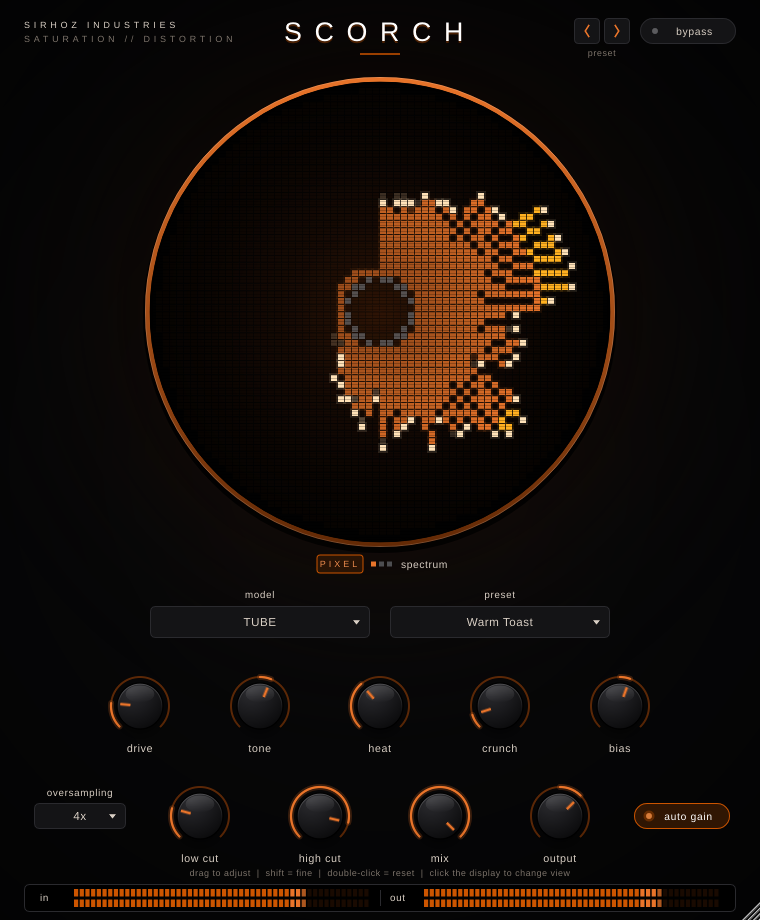 SIRHOZ INDUSTRIES
SATURATION // DISTORTION
SCORCH
preset
bypass
PIXEL spectrum
model preset
TUBE Warm Toast
drive tone heat crunch bias
oversampling
4x
auto gain
low cut high cut mix output
drag to adjust | shift = fine | double-click = reset | click the display to change view
in out